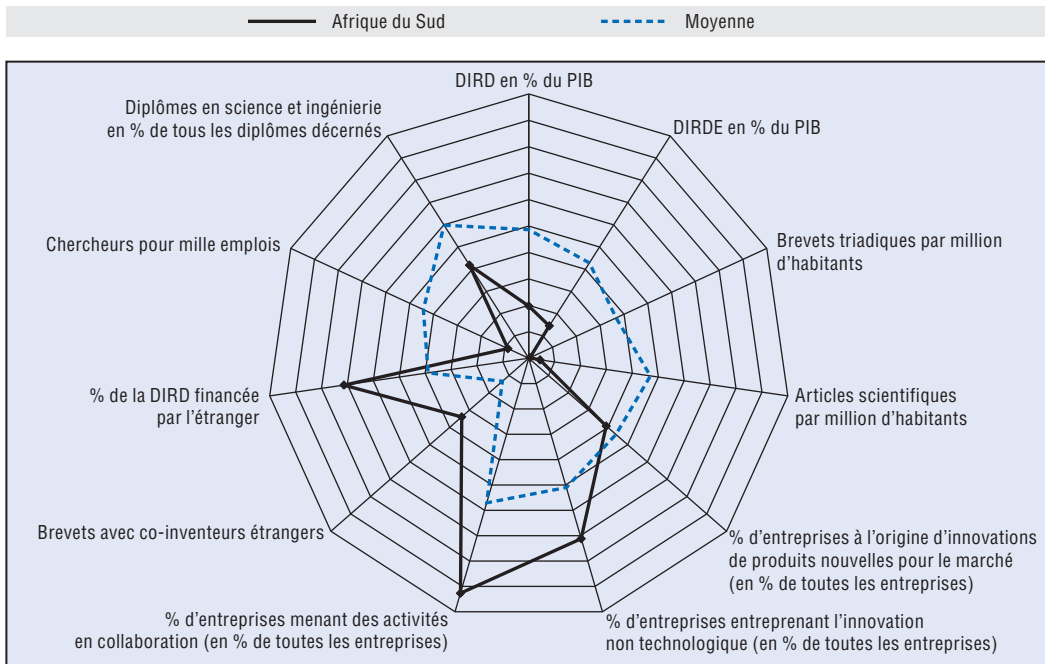 Afrique du Sud
Moyenne
DIRD en % du PIB
Diplômes en science et ingénierie
en % de tous les diplômes décernés
DIRDE en % du PIB
Chercheurs pour mille emplois
Brevets triadiques par million
d’habitants
% de la DIRD financée
par l’étranger
Articles scientifiques
par million d’habitants
Brevets avec co-inventeurs étrangers
% d’entreprises à l’origine d’innovations
de produits nouvelles pour le marché
(en % de toutes les entreprises)
% d’entreprises menant des activités
en collaboration (en % de toutes les entreprises)
% d’entreprises entreprenant l’innovation
non technologique (en % de toutes les entreprises)